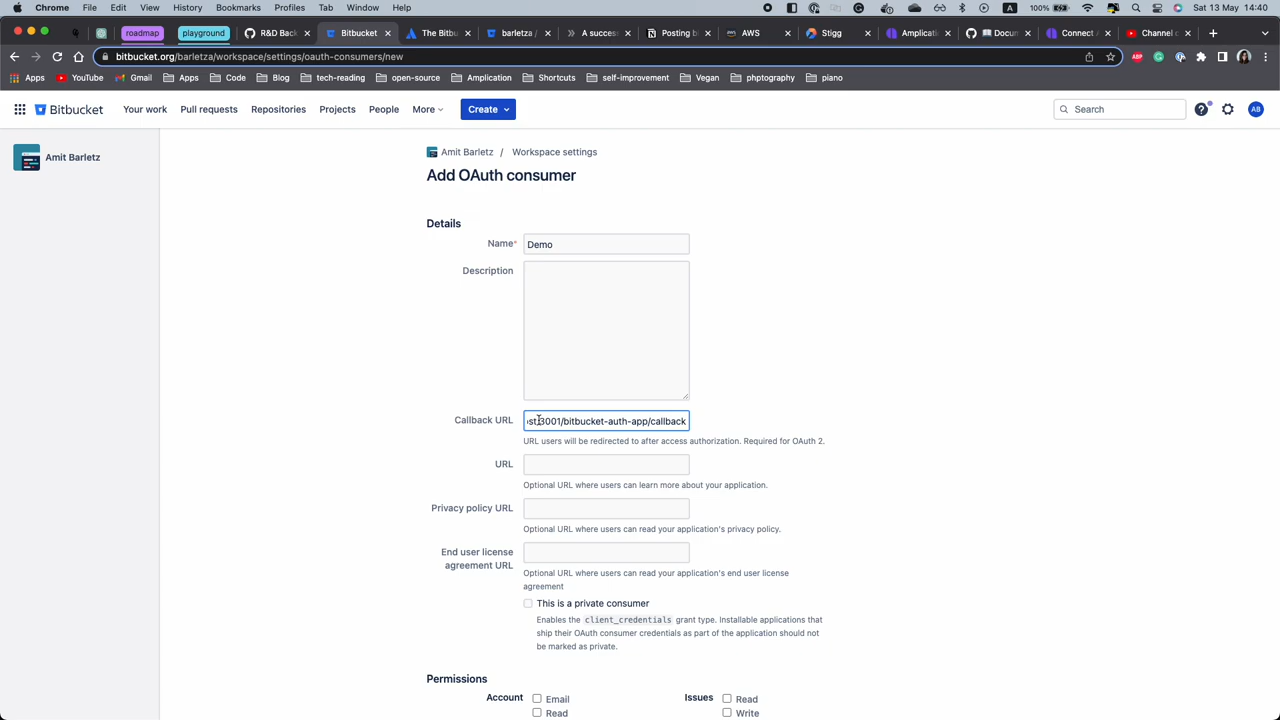 Chrome File Edit View History Bookmarks Profiles Tab Window Help
A 100% Sat 13 May 14:40
roadmap playground R&D Back Bitbucket The Bitbu barletza / A succes Posting b AWS Stigg Amplicati Docum Connect Channel c
bitbucket.org/barletza/workspace/settings/oauth-consumers/new
ABP
Apps YouTube Gmail Apps Code Blog tech-reading open-source Amplication Shortcuts self-improvement Vegan phptography piano
Bitbucket Your work Pull requests Repositories Projects People More Create Search AB
Amit Barletz
Amit Barletz / Workspace settings
Add OAuth consumer
Details
Name* Demo
Description
Callback URL ost:3001/bitbucket-auth-app/callback
URL users will be redirected to after access authorization. Required for OAuth 2.
URL
Optional URL where users can learn more about your application.
Privacy policy URL
Optional URL where users can read your application's privacy policy.
End user license
agreement URL
Optional URL where users can read your application's end user license
agreement
This is a private consumer
Enables the client_credentials grant type. Installable applications that
ship their OAuth consumer credentials as part of the application should not
be marked as private.
Permissions
Account Email Issues Read
Read Write